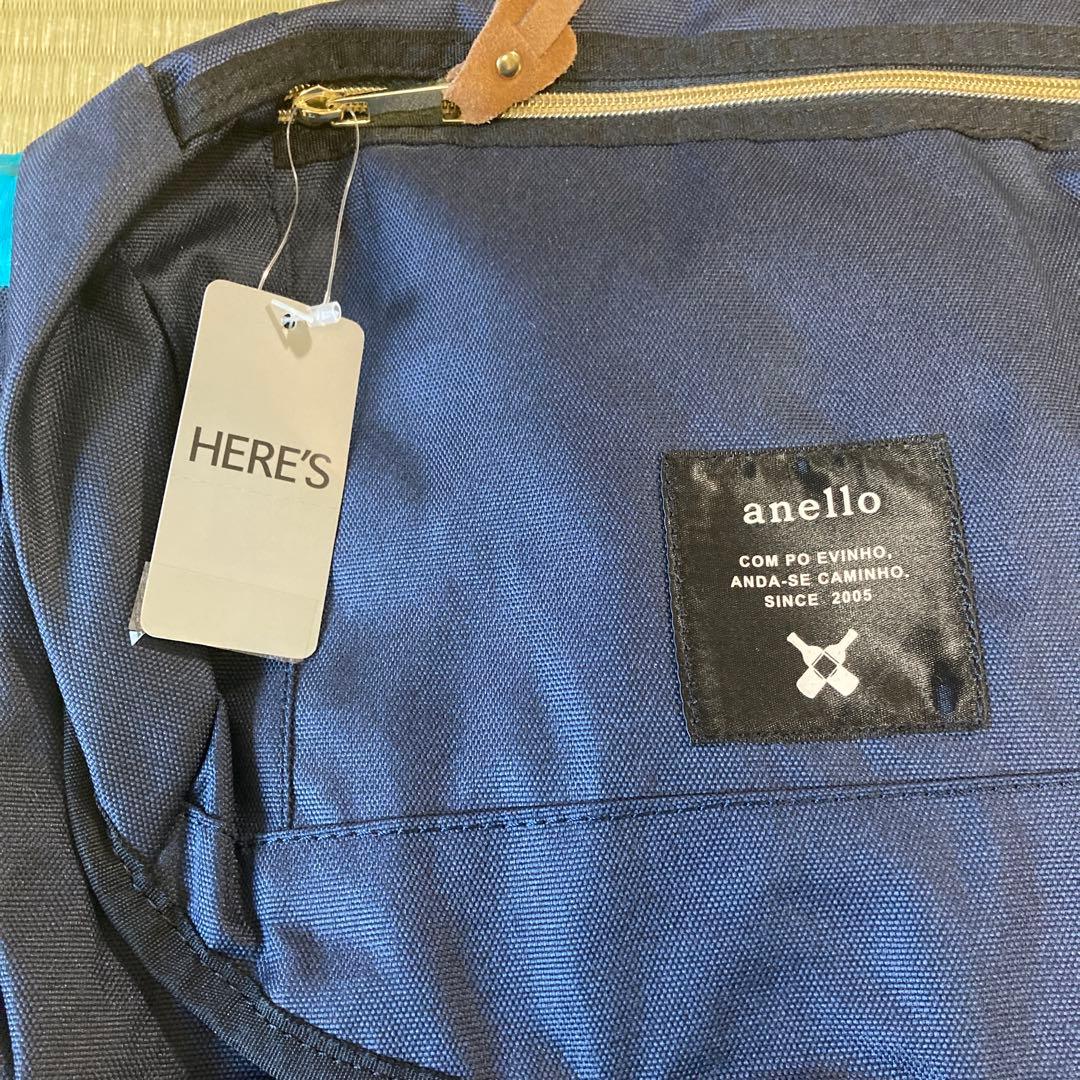 HERE'S
anello
COM PO EVINHO,
ANDA-SE CAMINHO.
SINCE 2005